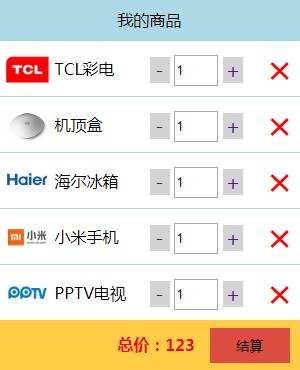 我的商品
TCL TCL彩电 - 1 + ×
机顶盒 - 1 + ×
Haier 海尔冰箱 - 1 + ×
小米 小米手机 - 1 + ×
PPTV PPTV电视 - 1 + ×
总价：123 结算